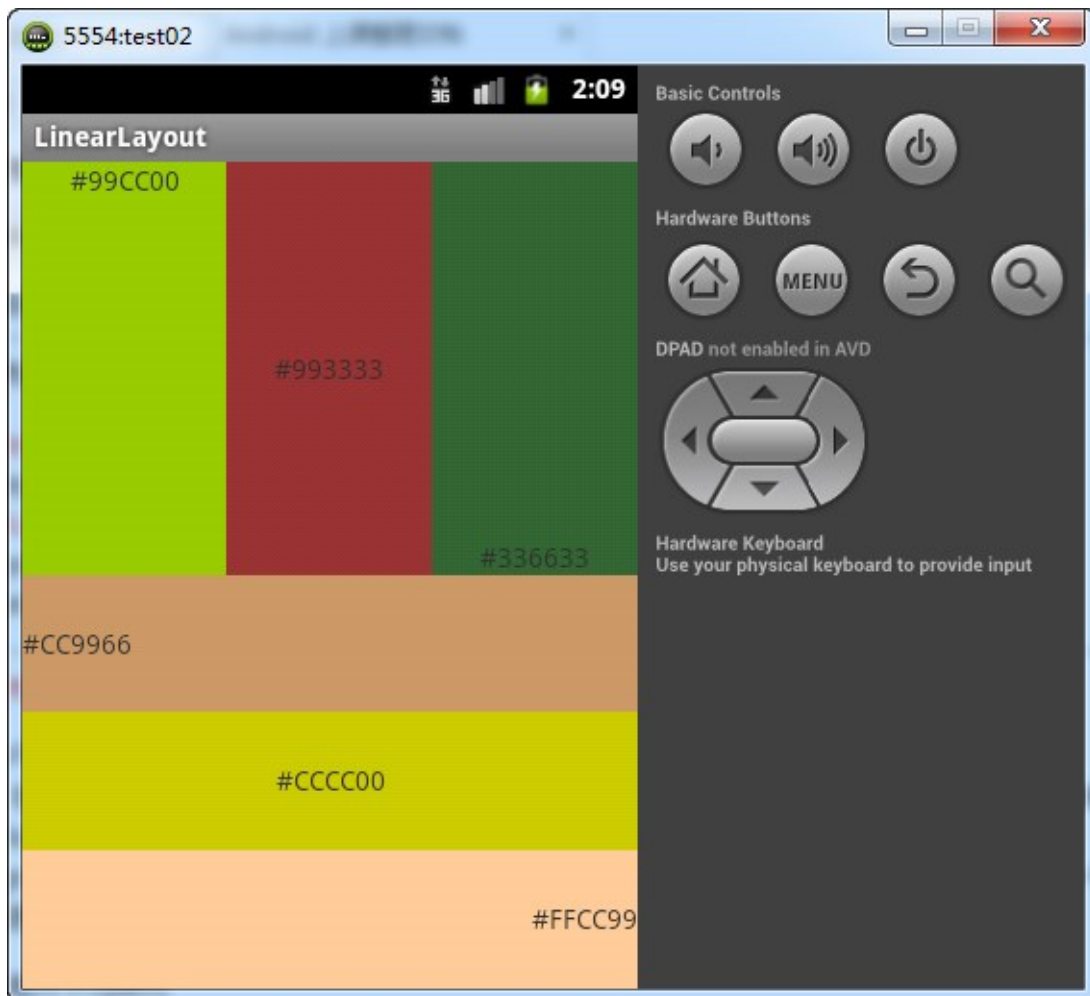 5554:test02
3G 2:09
LinearLayout
#99CC00
#993333
#336633
#CC9966
#CCCC00
#FFCC99
Basic Controls
Hardware Buttons
MENU
DPAD not enabled in AVD
Hardware Keyboard
Use your physical keyboard to provide input